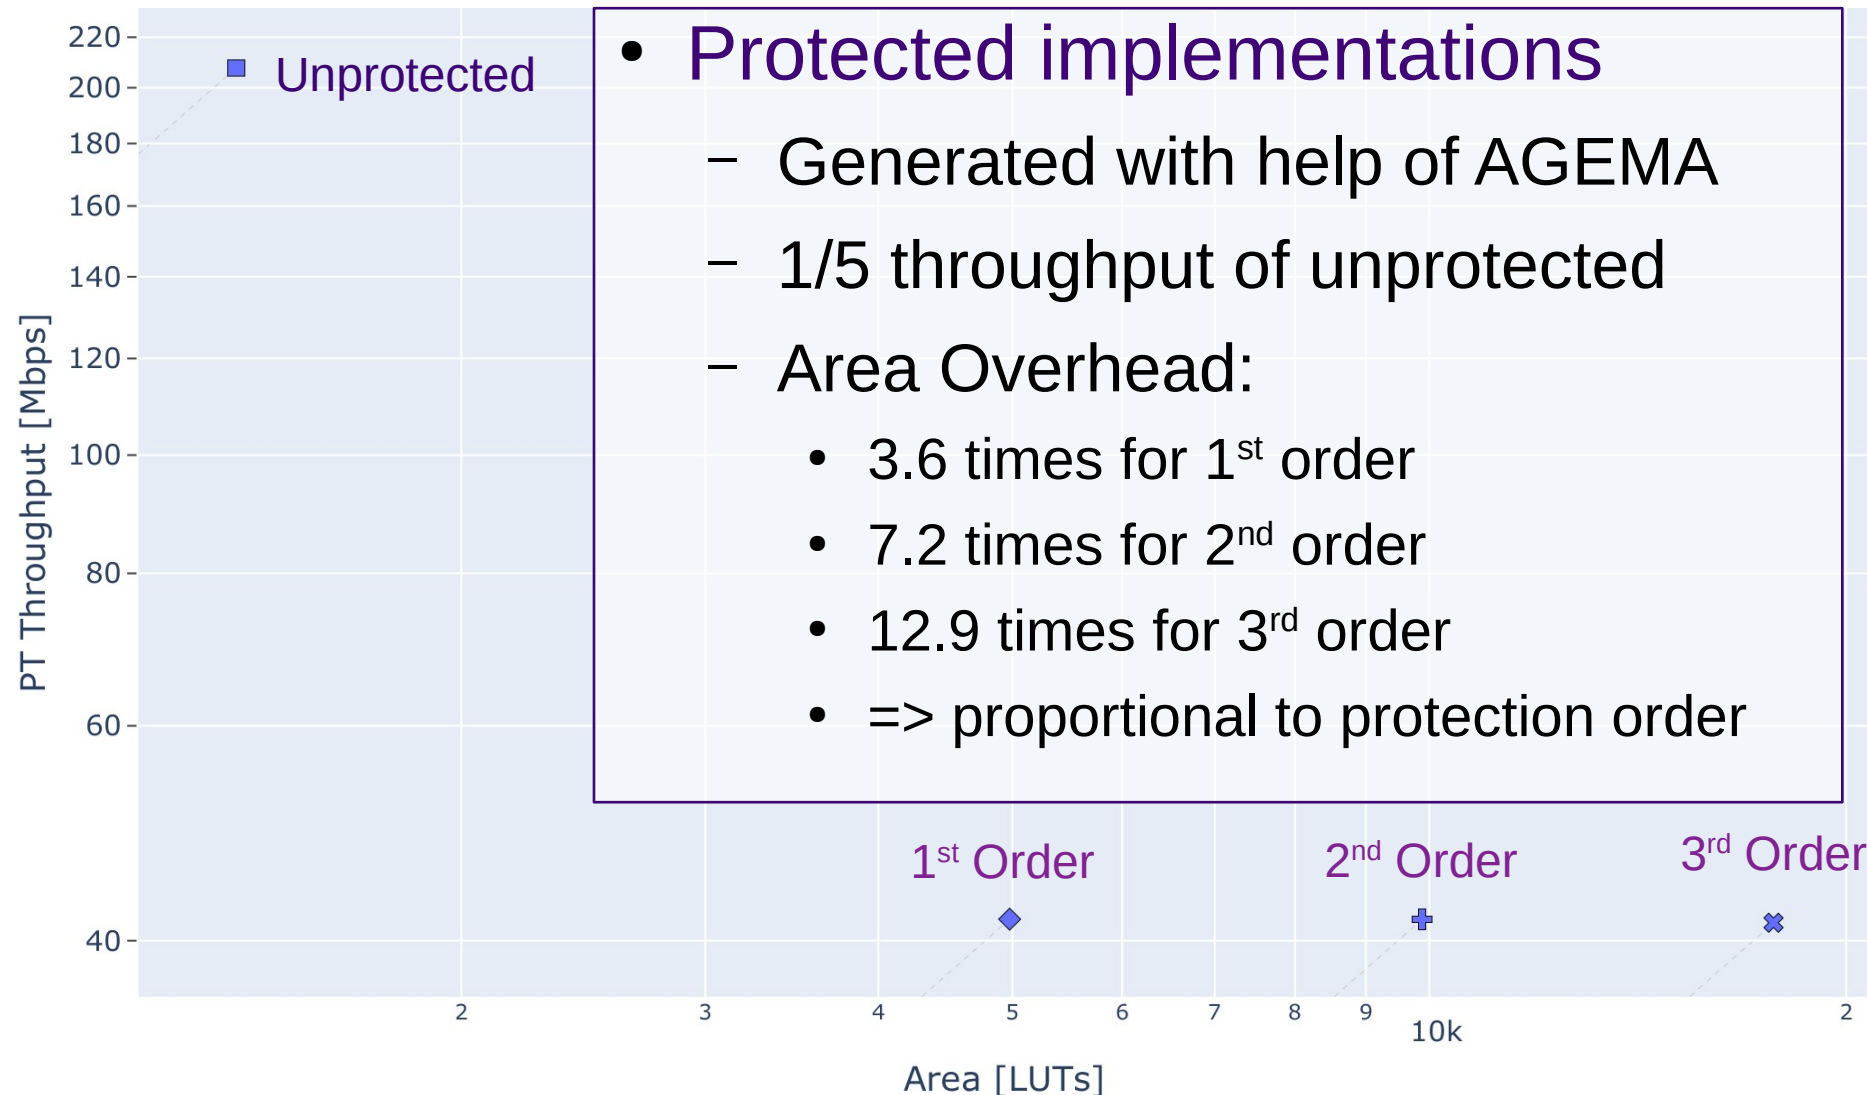 220
200
180
160
140
120
100
80
60
40
PT Throughput [Mbps]
Unprotected
• Protected implementations
– Generated with help of AGEMA
– 1/5 throughput of unprotected
– Area Overhead:
• 3.6 times for 1st order
• 7.2 times for 2nd order
• 12.9 times for 3rd order
• => proportional to protection order
1st Order
2nd Order
3rd Order
2 3 4 5 6 7 8 9 10k 2
Area [LUTs]